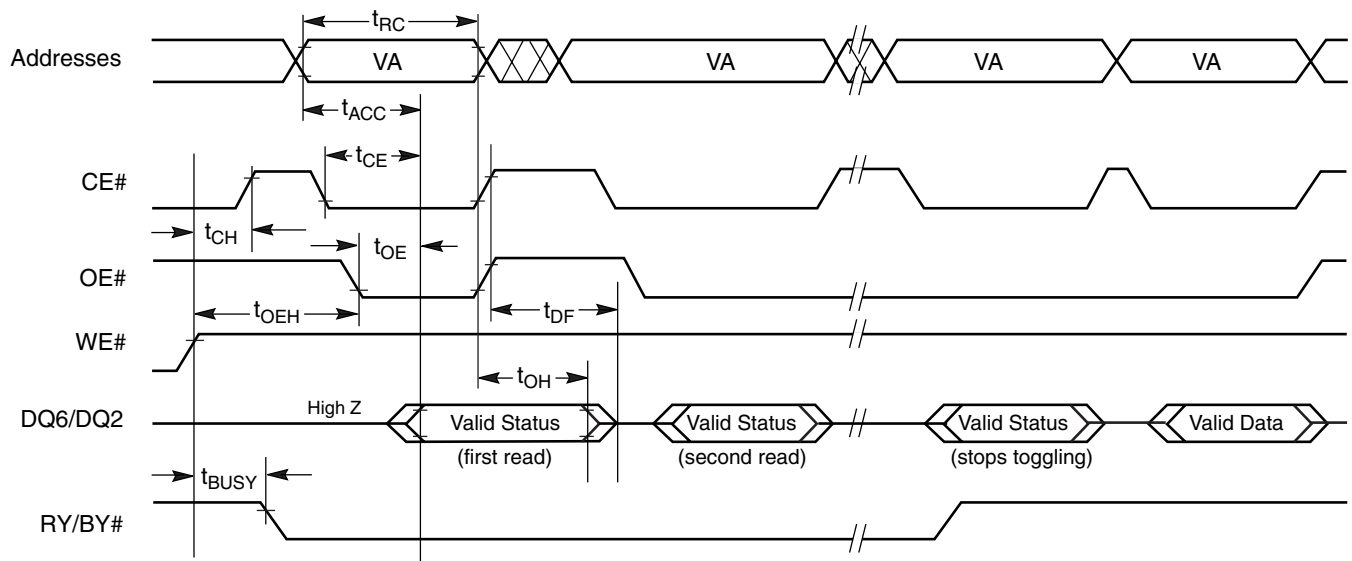 tRC
Addresses
VA
VA
VA
VA
tACC
tCE
CE#
tCH
tOE
OE#
tOEH
tDF
WE#
tOH
High Z
DQ6/DQ2
Valid Status
Valid Status
Valid Status
Valid Data
(first read)
(second read)
(stops toggling)
tBUSY
RY/BY#